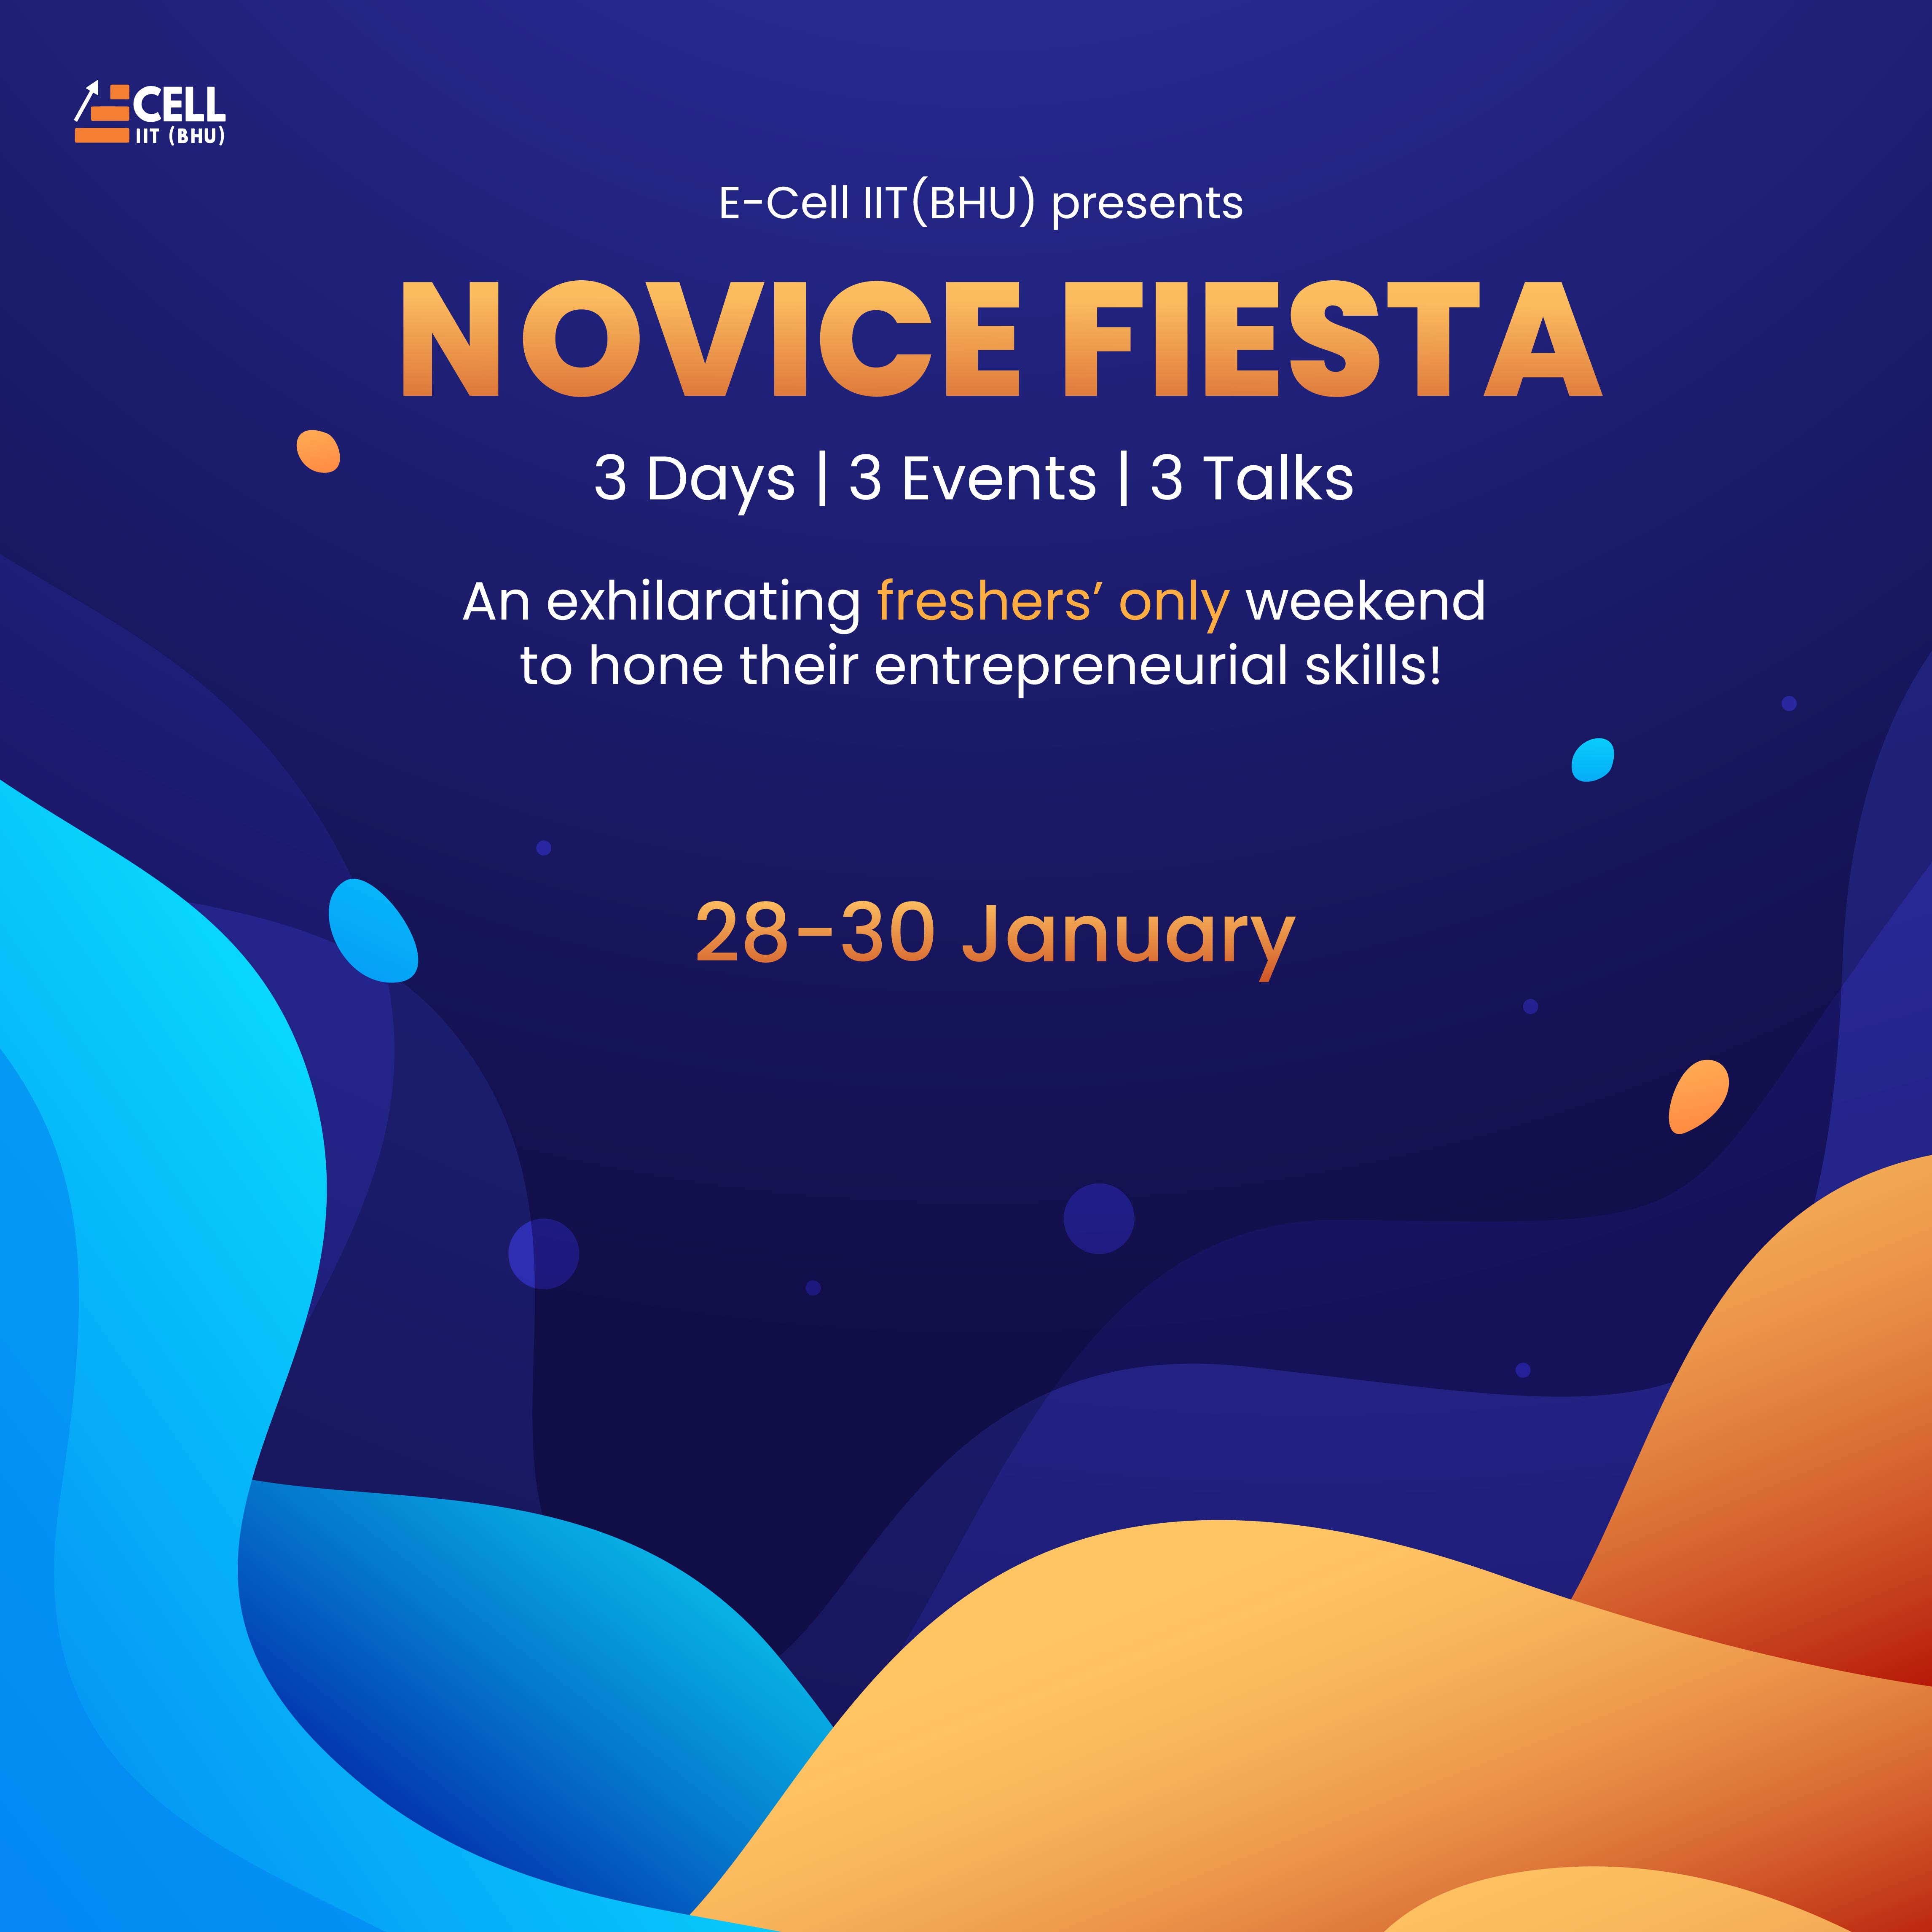 CELL
IIT (BHU)
E-Cell IIT(BHU) presents
NOVICE FIESTA
3 Days | 3 Events | 3 Talks
An exhilarating freshers’ only weekend
to hone their entrepreneurial skills!
28-30 January